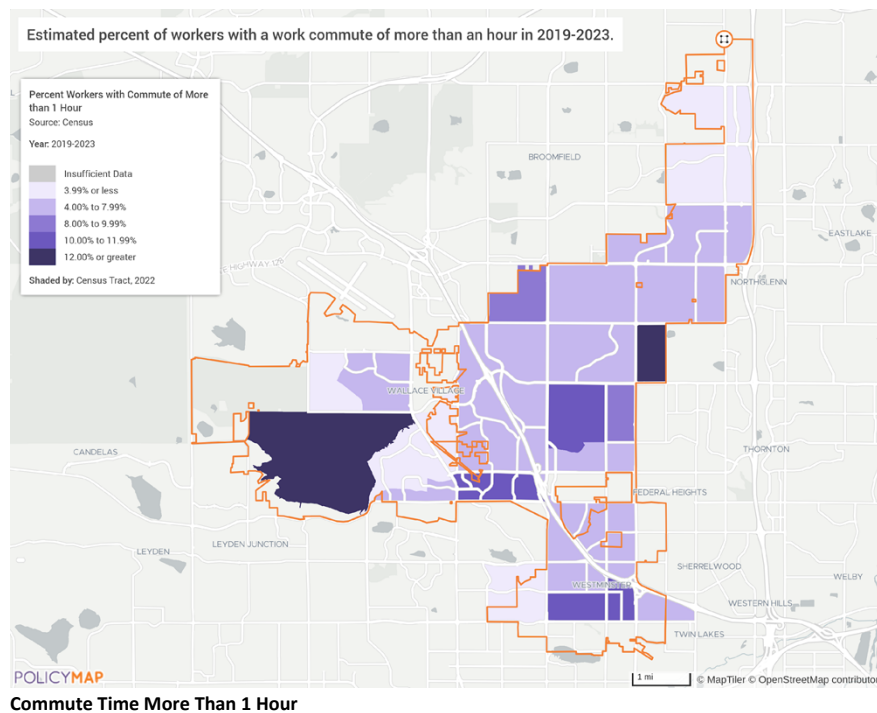 Estimated percent of workers with a work commute of more than an hour in 2019-2023.
Percent Workers with Commute of More
than 1 Hour
Source: Census
Year: 2019-2023
Insufficient Data
3.99% or less
4.00% to 7.99%
8.00% to 9.99%
10.00% to 11.99%
12.00% or greater
Shaded by: Census Tract, 2022
BROOMFIELD
EASTLAKE
E HIGHWAY 128
NORTHGLENN
WALLACE VILLAGE
CANDELAS
THORNTON
FEDERAL HEIGHTS
LEYDEN JUNCTION
LEYDEN
SHERRELWOOD
WESTMINSTER
WELBY
WESTERN HILLS
TWIN LAKES
POLICYMAP
1 mi
© MapTiler © OpenStreetMap contributor
Commute Time More Than 1 Hour